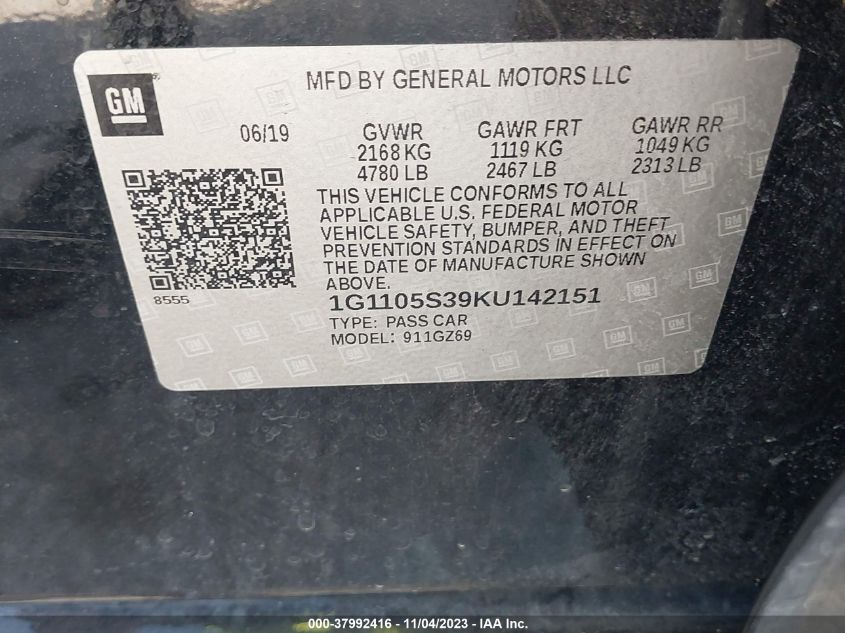 MFD BY GENERAL MOTORS LLC
GM
06/19
GVWR
2168 KG
4780 LB
GAWR FRT
1119 KG
2467 LB
GAWR RR
1049 KG
2313 LB
THIS VEHICLE CONFORMS TO ALL
APPLICABLE U.S. FEDERAL MOTOR
VEHICLE SAFETY, BUMPER, AND THEFT
PREVENTION STANDARDS IN EFFECT ON
THE DATE OF MANUFACTURE SHOWN
ABOVE.
8555
1G1105S39KU142151
TYPE: PASS CAR
MODEL: 911GZ69
000-37992416 - 11/04/2023 - IAA Inc.